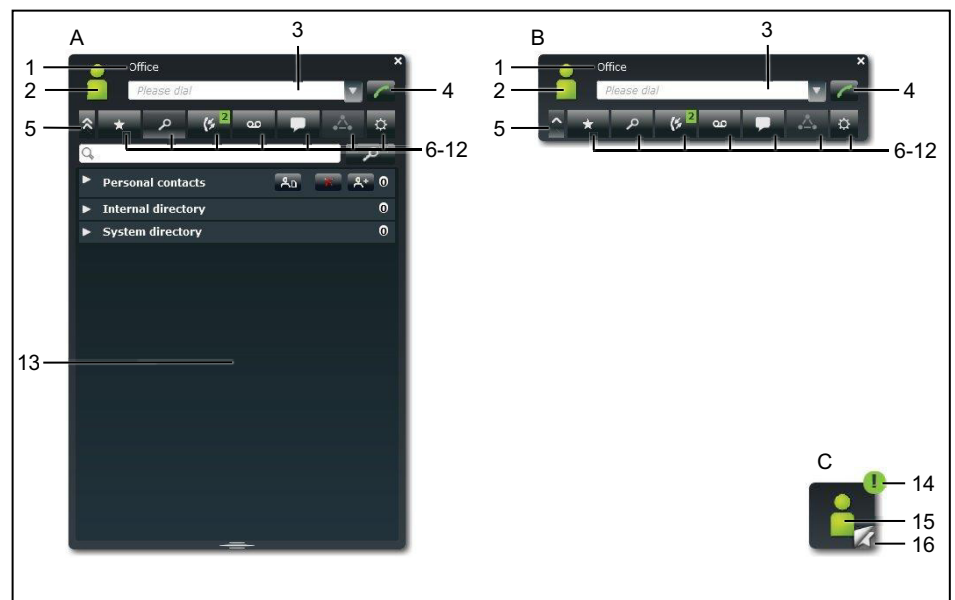 A
3
B
3
1
Office
×
1
Office
×
2
Please dial
4
2
Please dial
4
5
2
6-12
5
2
6-12
Personal contacts 0
Internal directory 0
System directory 0
13
C
!
14
15
16